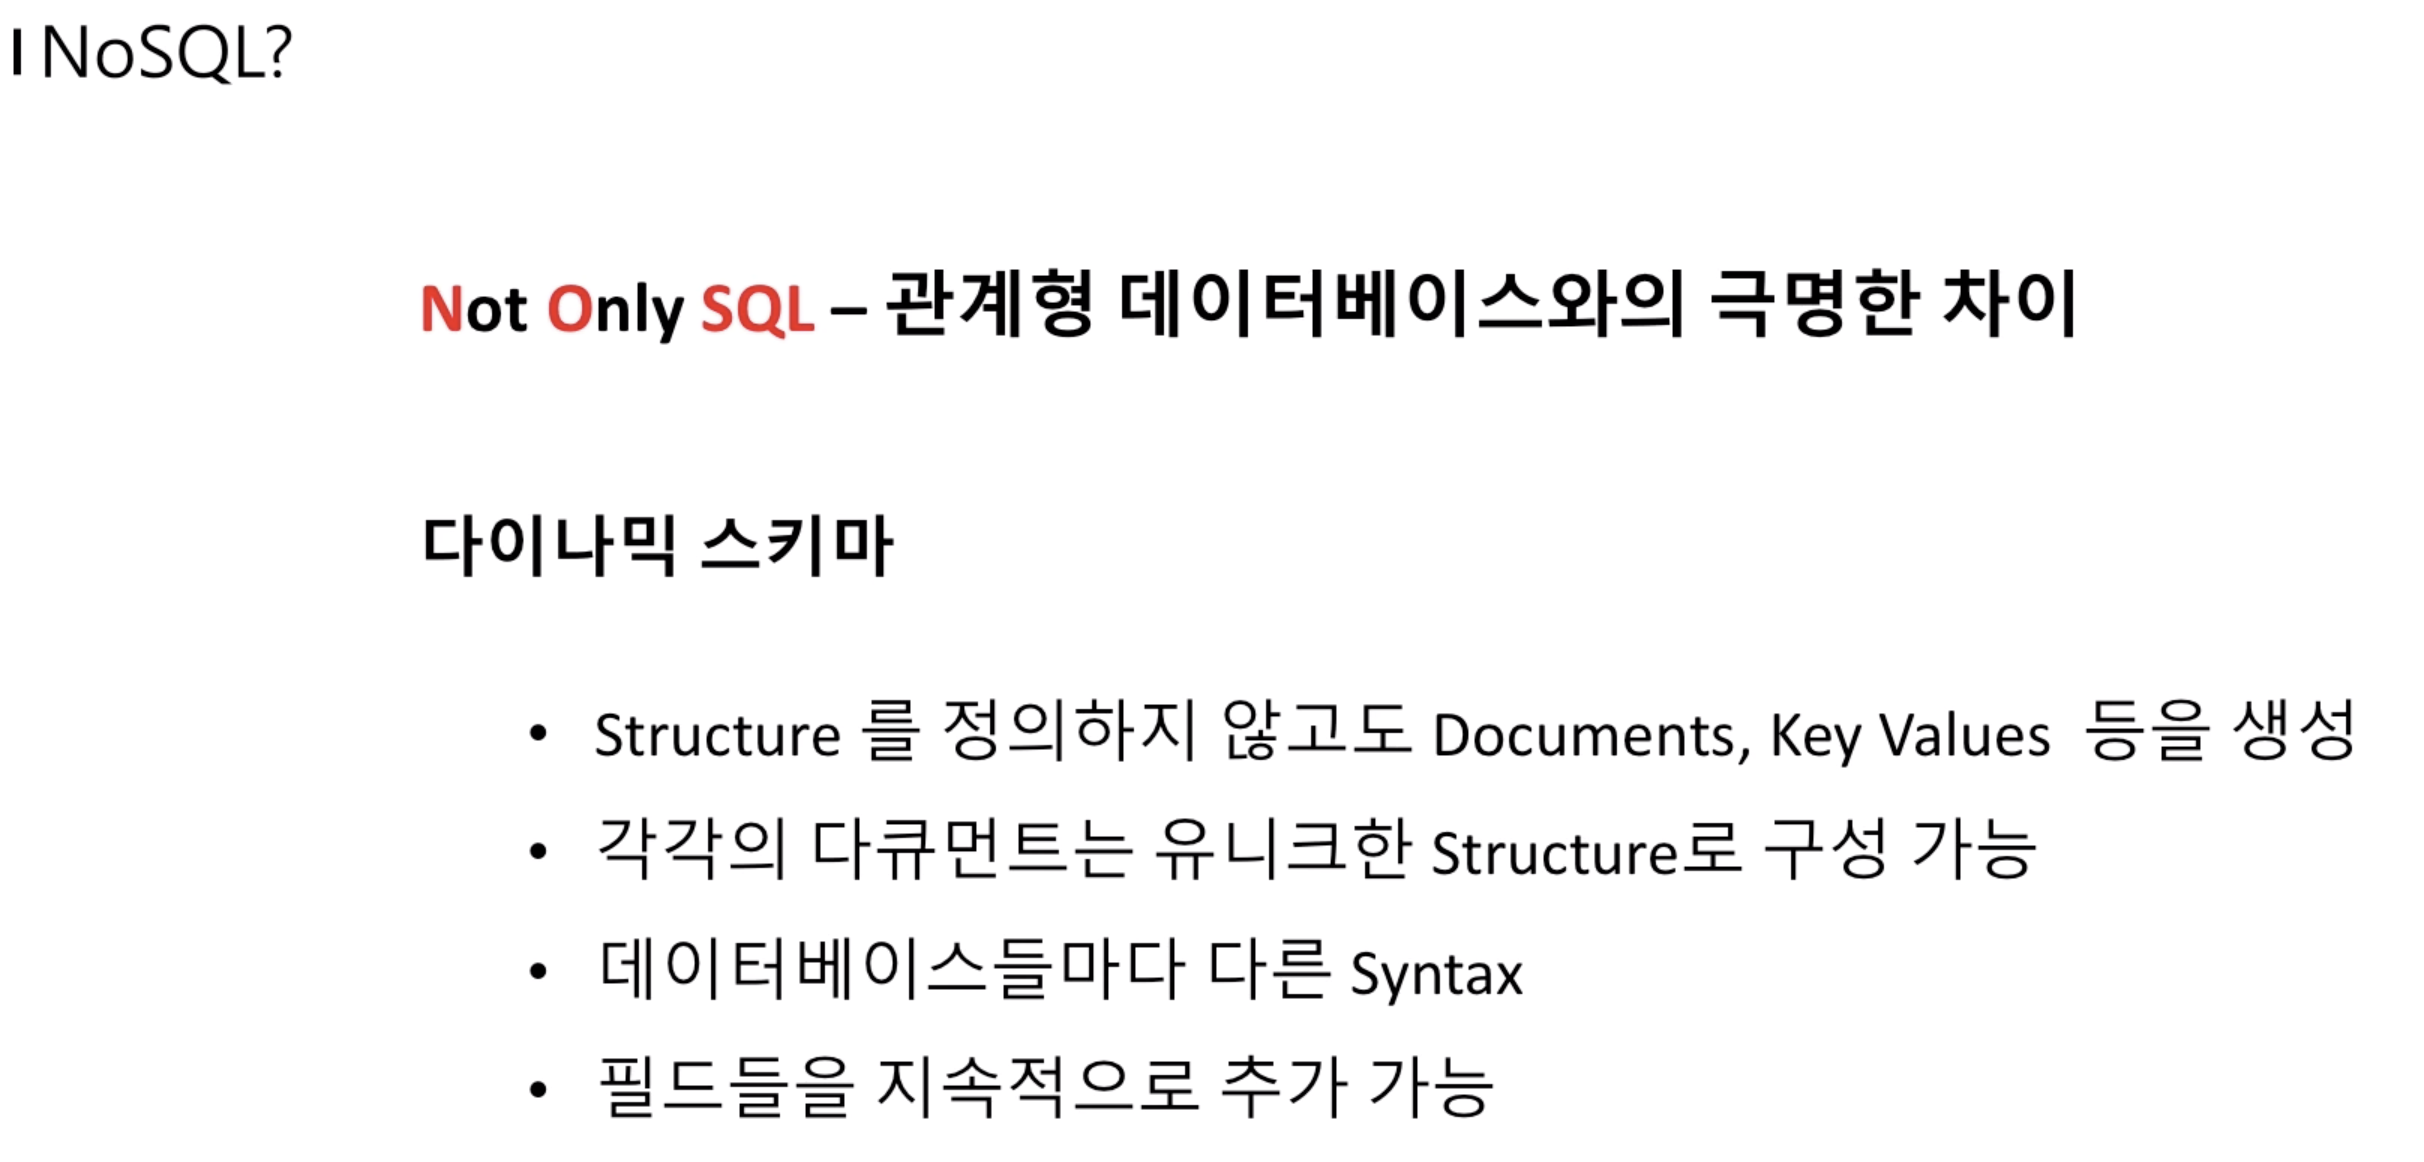 NoSQL?
Not Only SQL – 관계형 데이터베이스와의 극명한 차이
다이나믹 스키마
• Structure 를 정의하지 않고도 Documents, Key Values 등을 생성
• 각각의 다큐먼트는 유니크한 Structure로 구성 가능
• 데이터베이스들마다 다른 Syntax
• 필드들을 지속적으로 추가 가능